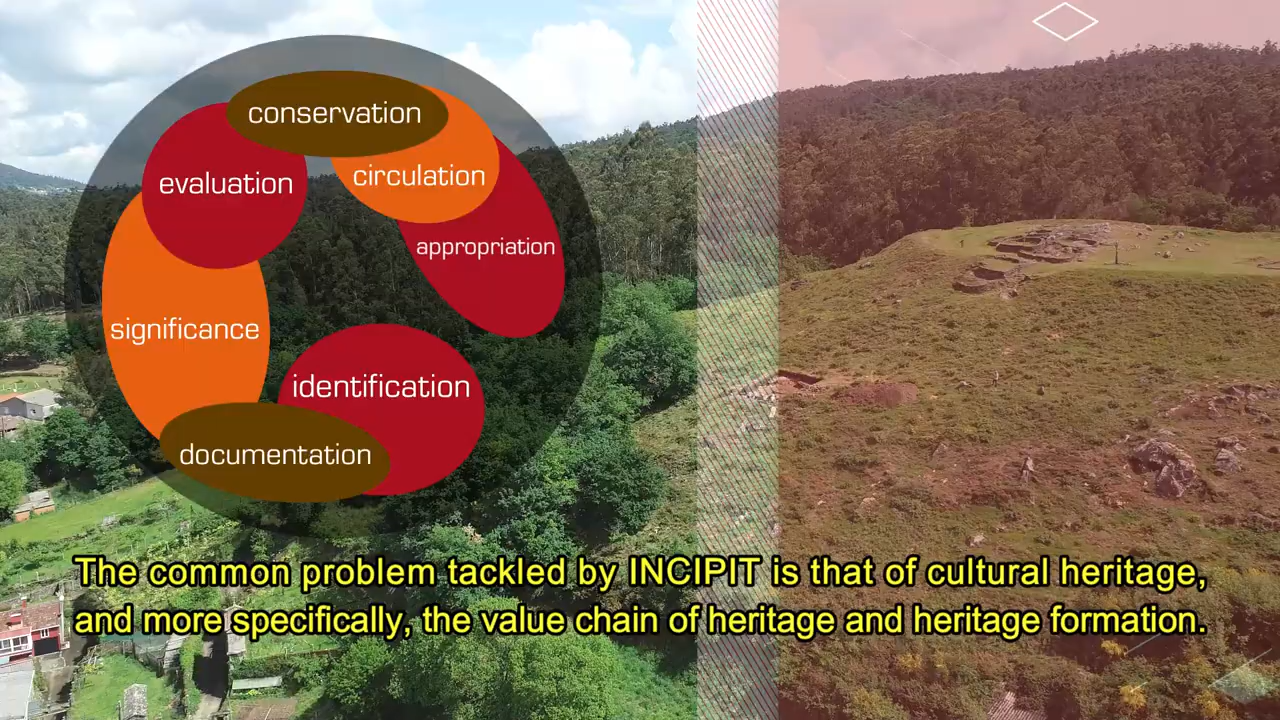 conservation
evaluation
circulation
appropriation
significance
identification
documentation
The common problem tackled by INCIPIT is that of cultural heritage,
and more specifically, the value chain of heritage and heritage formation.